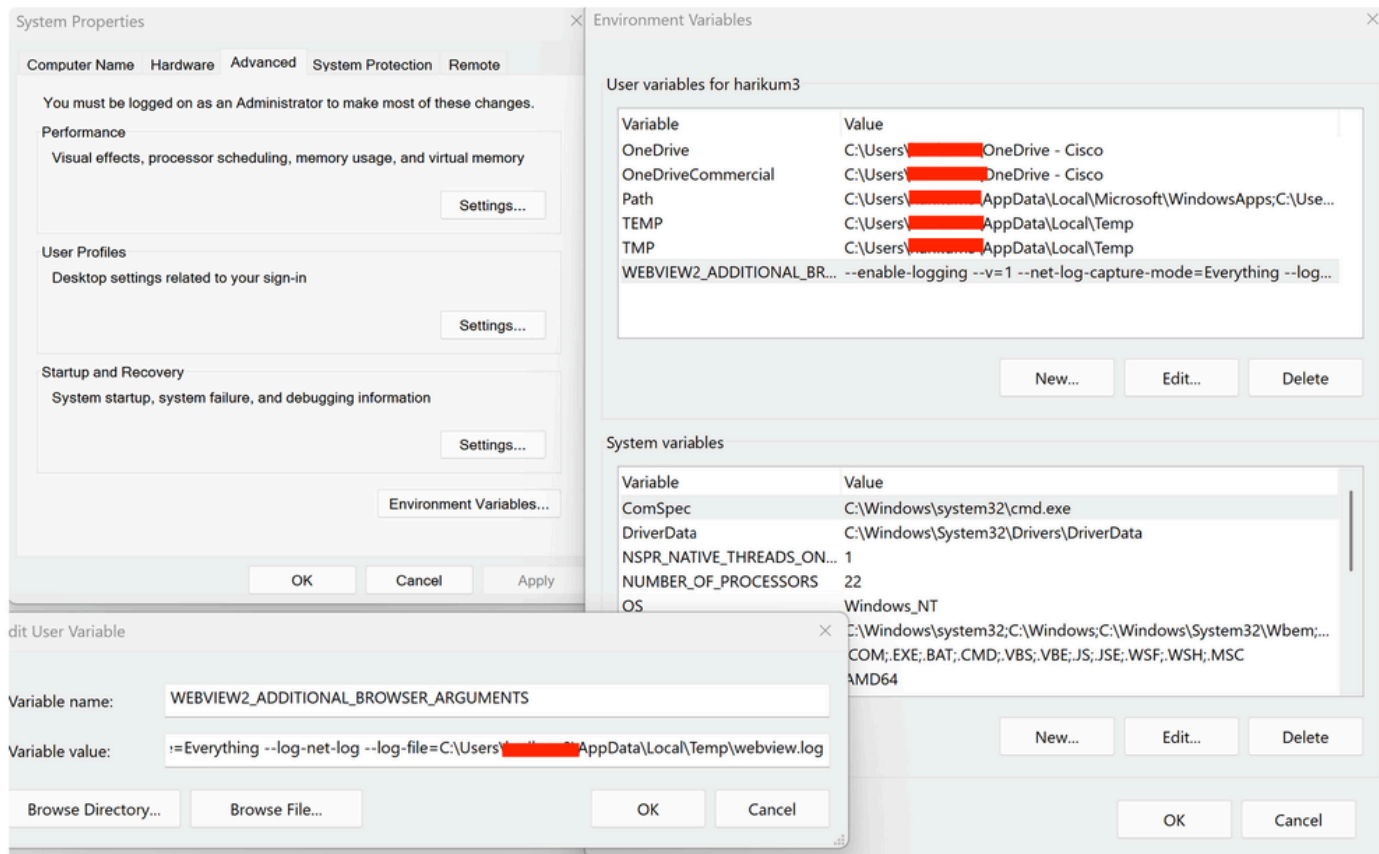 System Properties
Computer Name Hardware Advanced System Protection Remote
You must be logged on as an Administrator to make most of these changes.
Performance
Visual effects, processor scheduling, memory usage, and virtual memory
Settings...
User Profiles
Desktop settings related to your sign-in
Settings...
Startup and Recovery
System startup, system failure, and debugging information
Settings...
Environment Variables...
OK Cancel Apply
Environment Variables
User variables for harikum3
Variable Value
OneDrive C:\Users\ OneDrive - Cisco
OneDriveCommercial C:\Users\ OneDrive - Cisco
Path C:\Users\ AppData\Local\Microsoft\WindowsApps;C:\Use...
TEMP C:\Users\ AppData\Local\Temp
TMP C:\Users\ AppData\Local\Temp
WEBVIEW2_ADDITIONAL_BR... --enable-logging --v=1 --net-log-capture-mode=Everything --log...
New... Edit... Delete
System variables
Variable Value
ComSpec C:\Windows\system32\cmd.exe
DriverData C:\Windows\System32\Drivers\DriverData
NSPR_NATIVE_THREADS_ON... 1
NUMBER_OF_PROCESSORS 22
OS Windows_NT
C:\Windows\system32;C:\Windows;C:\Windows\System32\Wbem;...
.COM;.EXE;.BAT;.CMD;.VBS;.VBE;.JS;.JSE;.WSF;.WSH;.MSC
AMD64
New... Edit... Delete
OK Cancel
dit User Variable
Variable name: WEBVIEW2_ADDITIONAL_BROWSER_ARGUMENTS
Variable value: =Everything --log-net-log --log-file=C:\Users\ AppData\Local\Temp\webview.log
Browse Directory... Browse File... OK Cancel